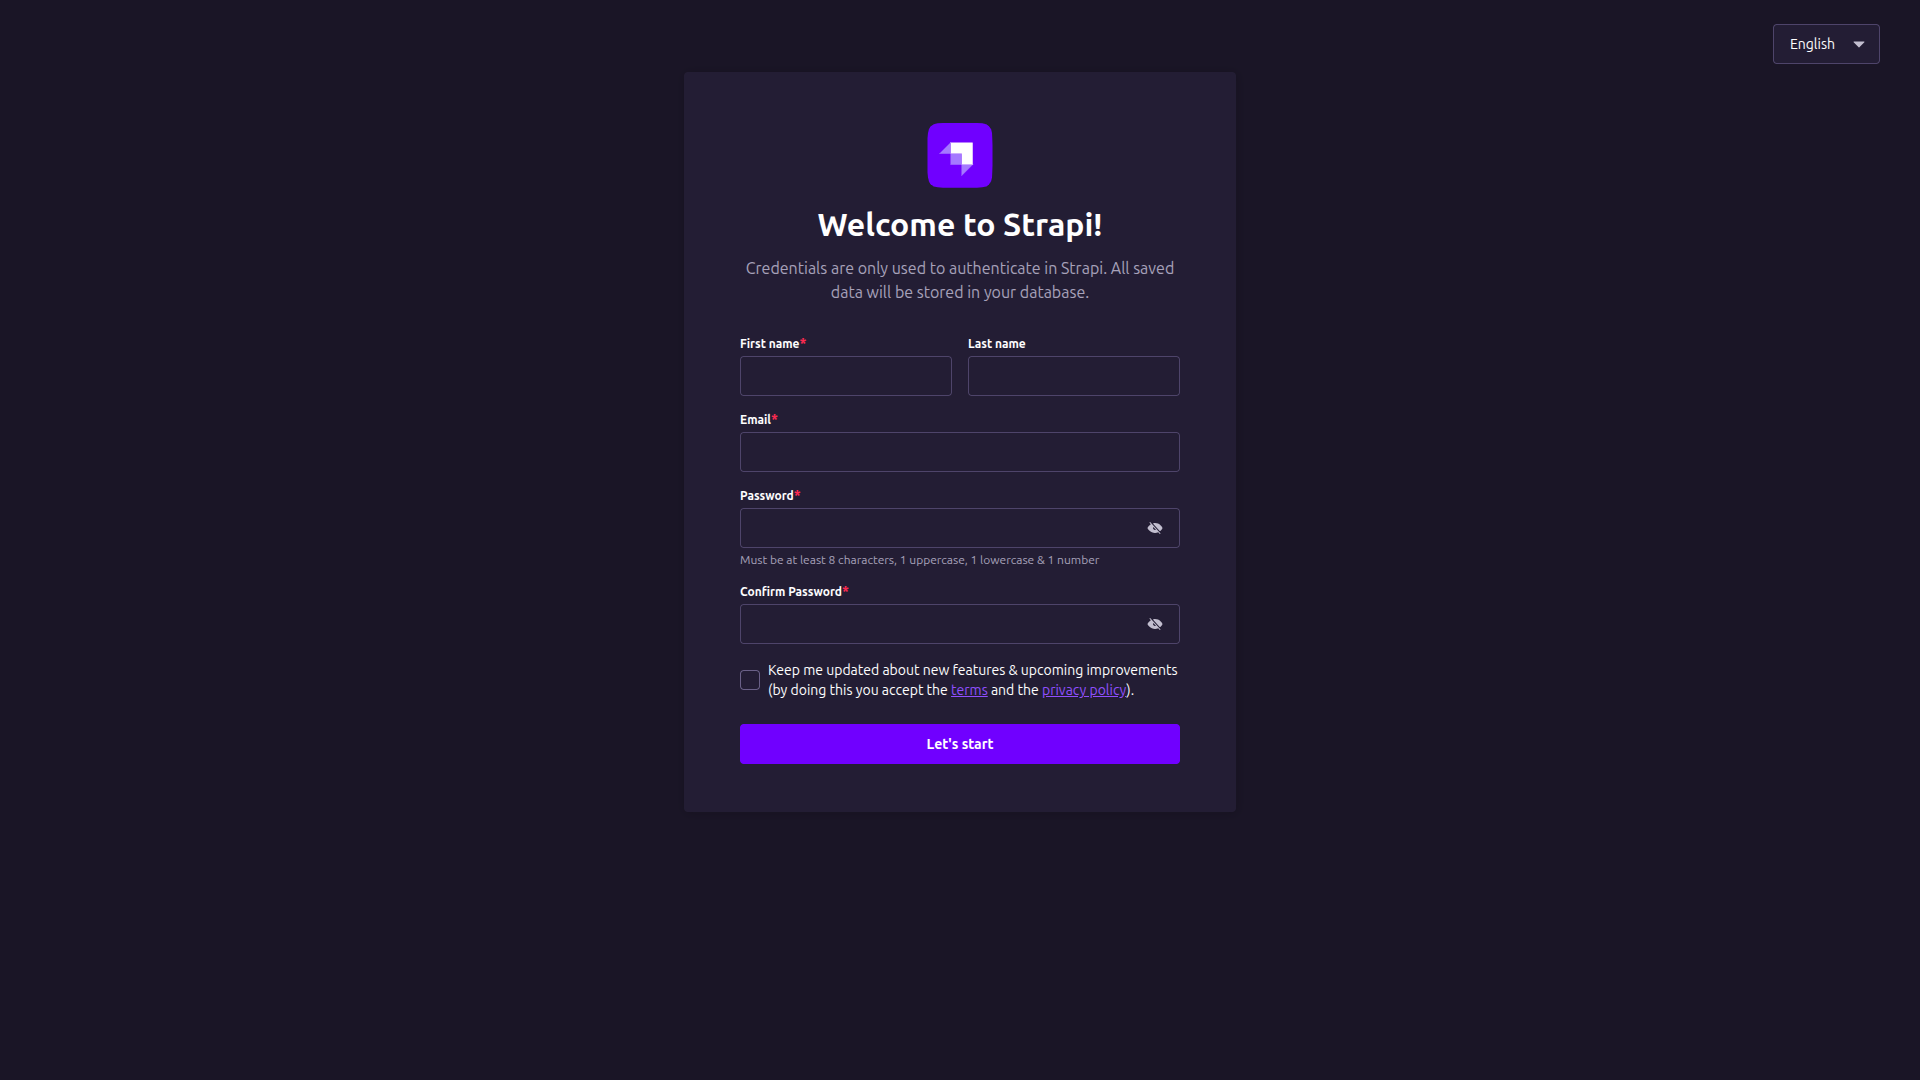 English
Welcome to Strapi!
Credentials are only used to authenticate in Strapi. All saved
data will be stored in your database.
First name*
Last name
Email*
Password*
Must be at least 8 characters, 1 uppercase, 1 lowercase & 1 number
Confirm Password*
Keep me updated about new features & upcoming improvements
(by doing this you accept the terms and the privacy policy).
Let's start